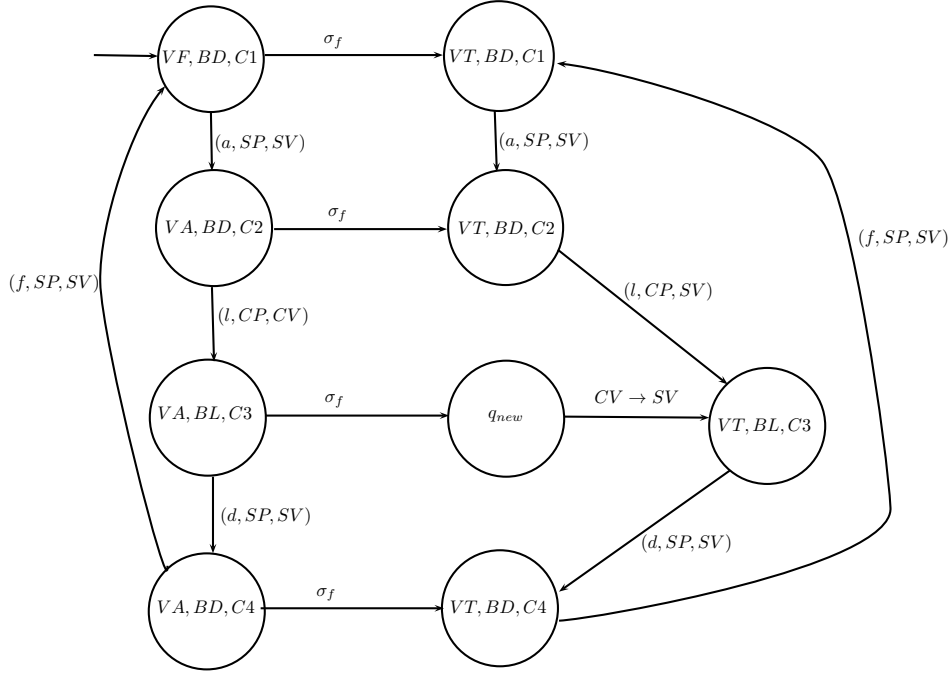 σ_f
VF, BD, C1
VT, BD, C1
(a, SP, SV)
(a, SP, SV)
σ_f
VA, BD, C2
VT, BD, C2
(f, SP, SV)
(f, SP, SV)
(l, CP, SV)
(l, CP, CV)
σ_f
CV → SV
VA, BL, C3
q_{new}
VT, BL, C3
(d, SP, SV)
(d, SP, SV)
σ_f
VA, BD, C4
VT, BD, C4